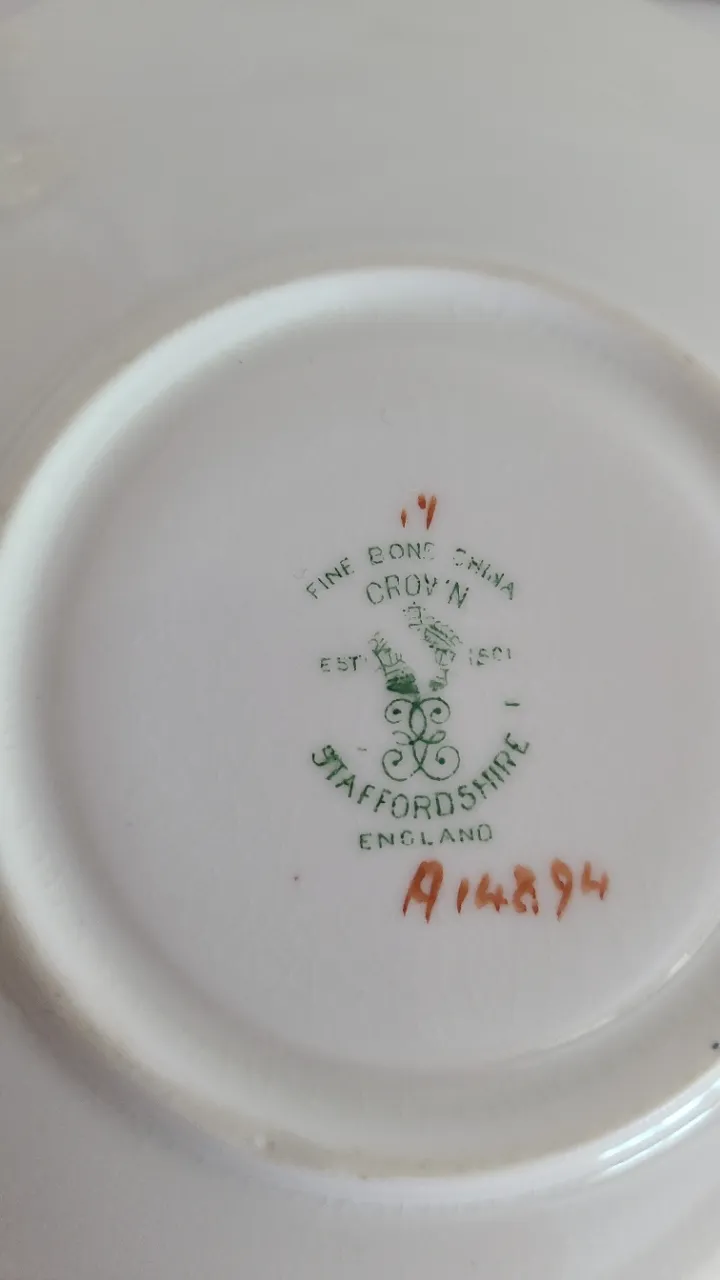 FINE BONE CHINA
CROWN
EST 1801
STAFFORDSHIRE
ENGLAND
A14894